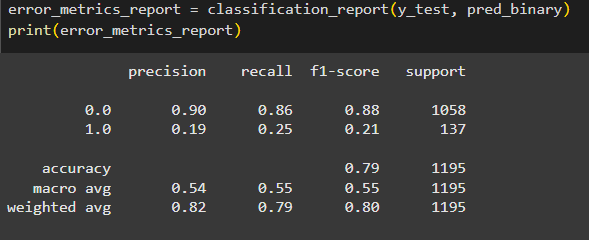 error_metrics_report = classification_report(y_test, pred_binary)
print(error_metrics_report)
precision recall f1-score support
0.0 0.90 0.86 0.88 1058
1.0 0.19 0.25 0.21 137
accuracy 0.79 1195
macro avg 0.54 0.55 0.55 1195
weighted avg 0.82 0.79 0.80 1195